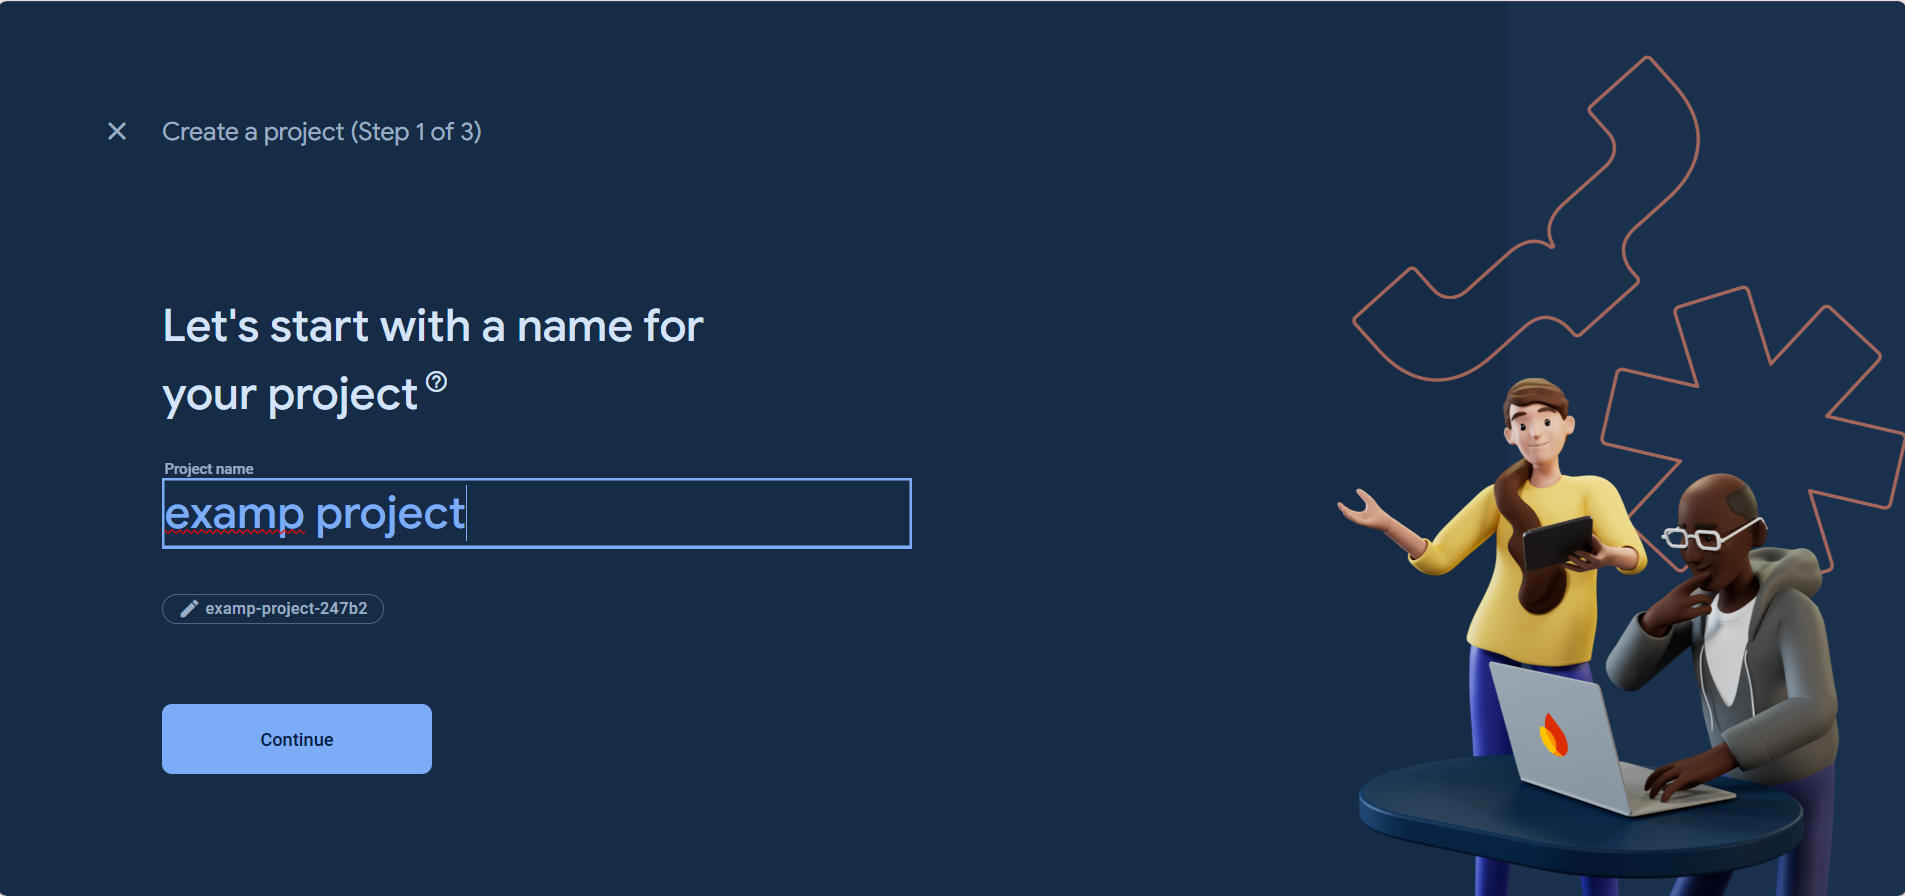 Create a project (Step 1 of 3)
Let's start with a name for
your project
Project name
examp project
examp-project-247b2
Continue